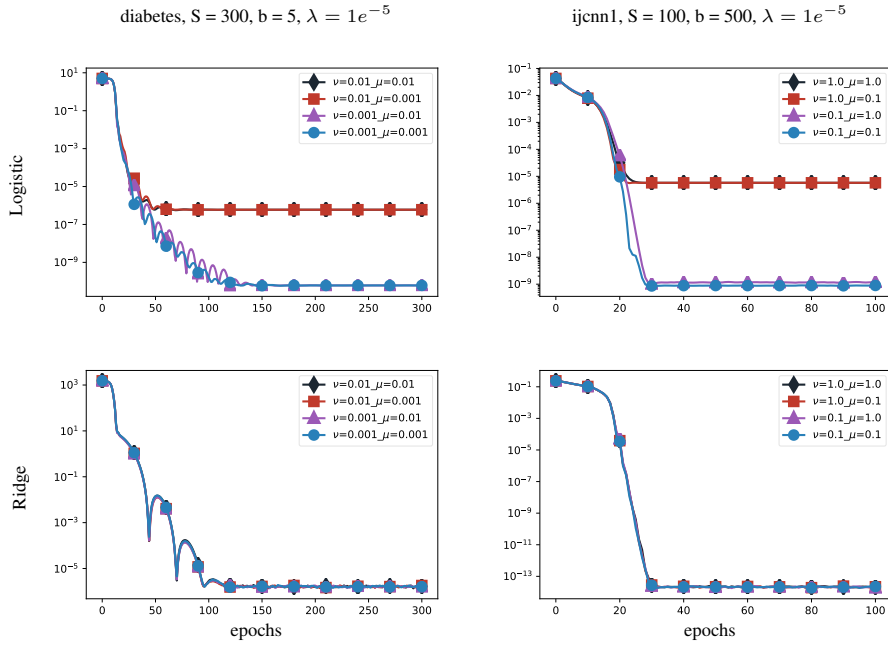 diabetes, S = 300, b = 5, λ = 1e⁻⁵
ijcnn1, S = 100, b = 500, λ = 1e⁻⁵
Logistic
10¹
10⁻¹
10⁻³
10⁻⁵
10⁻⁷
10⁻⁹
0 50 100 150 200 250 300
ν=0.01_μ=0.01
ν=0.01_μ=0.001
ν=0.001_μ=0.01
ν=0.001_μ=0.001
10⁻¹
10⁻²
10⁻³
10⁻⁴
10⁻⁵
10⁻⁶
10⁻⁷
10⁻⁸
10⁻⁹
0 20 40 60 80 100
ν=1.0_μ=1.0
ν=1.0_μ=0.1
ν=0.1_μ=1.0
ν=0.1_μ=0.1
Ridge
10³
10¹
10⁻¹
10⁻³
10⁻⁵
0 50 100 150 200 250 300
epochs
ν=0.01_μ=0.01
ν=0.01_μ=0.001
ν=0.001_μ=0.01
ν=0.001_μ=0.001
10⁻¹
10⁻³
10⁻⁵
10⁻⁷
10⁻⁹
10⁻¹¹
10⁻¹³
0 20 40 60 80 100
epochs
ν=1.0_μ=1.0
ν=1.0_μ=0.1
ν=0.1_μ=1.0
ν=0.1_μ=0.1